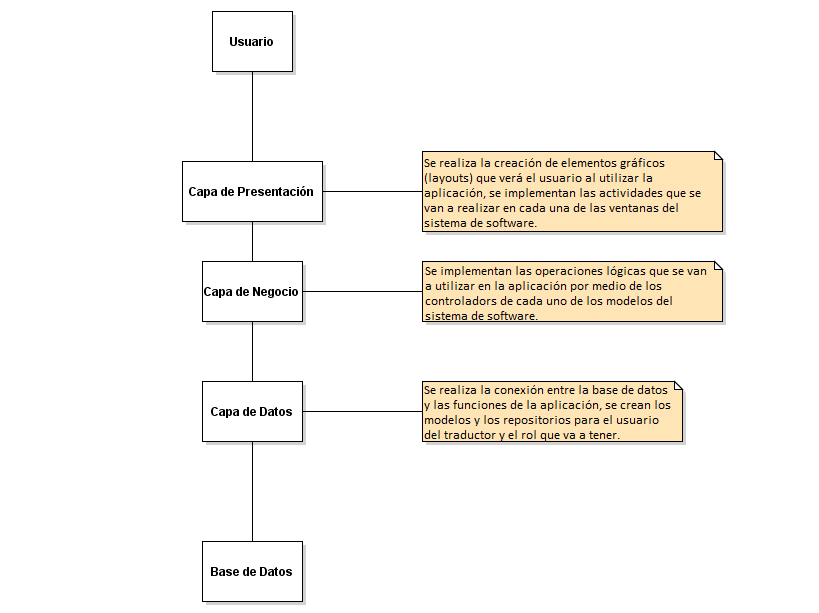 Usuario
Capa de Presentación
Se realiza la creación de elementos gráficos
(layouts) que verá el usuario al utilizar la
aplicación, se implementan las actividades que se
van a realizar en cada una de las ventanas del
sistema de software.
Capa de Negocio
Se implementan las operaciones lógicas que se van
a utilizar en la aplicación por medio de los
controladors de cada uno de los modelos del
sistema de software.
Capa de Datos
Se realiza la conexión entre la base de datos
y las funciones de la aplicación, se crean los
modelos y los repositorios para el usuario
del traductor y el rol que va a tener.
Base de Datos